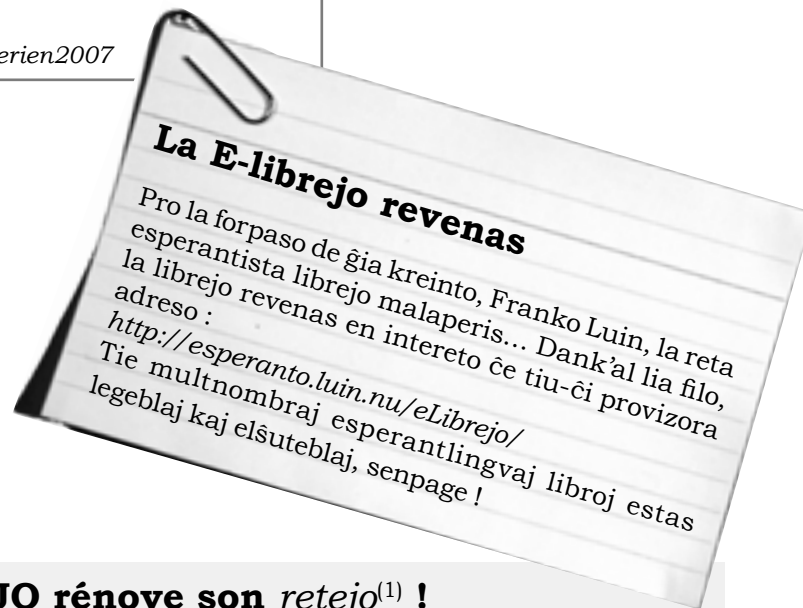 erien2007
La E-librejo revenas
Pro la forpaso de ĝia kreinto, Franko Luin, la reta
esperantista librejo malaperis... Dank'al lia filo,
la librejo revenas en intereto ĉe tiu-ĉi provizora
adreso :
http://esperanto.luin.nu/eLibrejo/
Tie multnombraj esperantlingvaj libroj estas
legeblaj kaj elŝuteblaj, senpage !
JO rénove son retejo(1) !